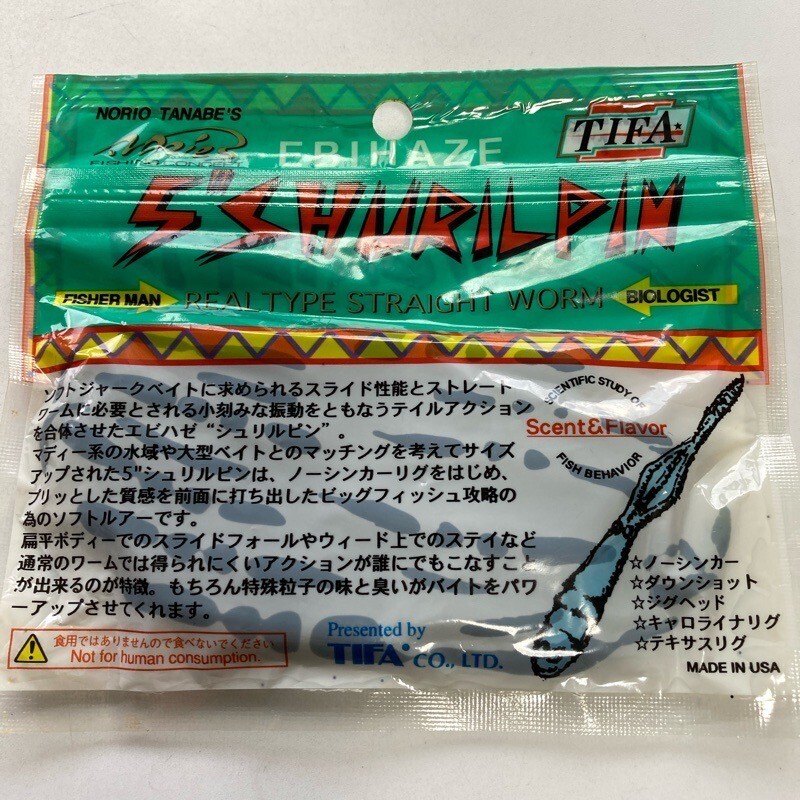 NORIO TANABE'S
Norios
FISHING CONCEPT
TIFA
EBIHAZE
5"SHURILPIN
FISHER MAN
REAL TYPE STRAIGHT WORM
BIOLOGIST
ソフトジャークベイトに求められるスライド性能とストレート
ワームに必要とされる小刻みな振動をともなうテイルアクション
を合体させたエビハゼ“シュリルピン”。
マディー系の水域や大型ベイトとのマッチングを考えてサイズ
アップされた5"シュリルピンは、ノーシンカーリグをはじめ、
プリッとした質感を前面に打ち出したビッグフィッシュ攻略の
為のソフトルアーです。
扁平ボディーでのスライドフォールやウィード上でのステイなど
通常のワームでは得られにくいアクションが誰にでもこなすこと
が出来るのが特徴。もちろん特殊粒子の味と臭いがバイトをパワ
ーアップさせてくれます。
SCIENTIFIC STUDY OF
Scent&Flavor
FISH BEHAVIOR
☆ノーシンカー
☆ダウンショット
☆ジグヘッド
☆キャロライナリグ
☆テキサスリグ
食用ではありませんので食べないでください
Not for human consumption.
Presented by
TIFA CO., LTD.
MADE IN USA